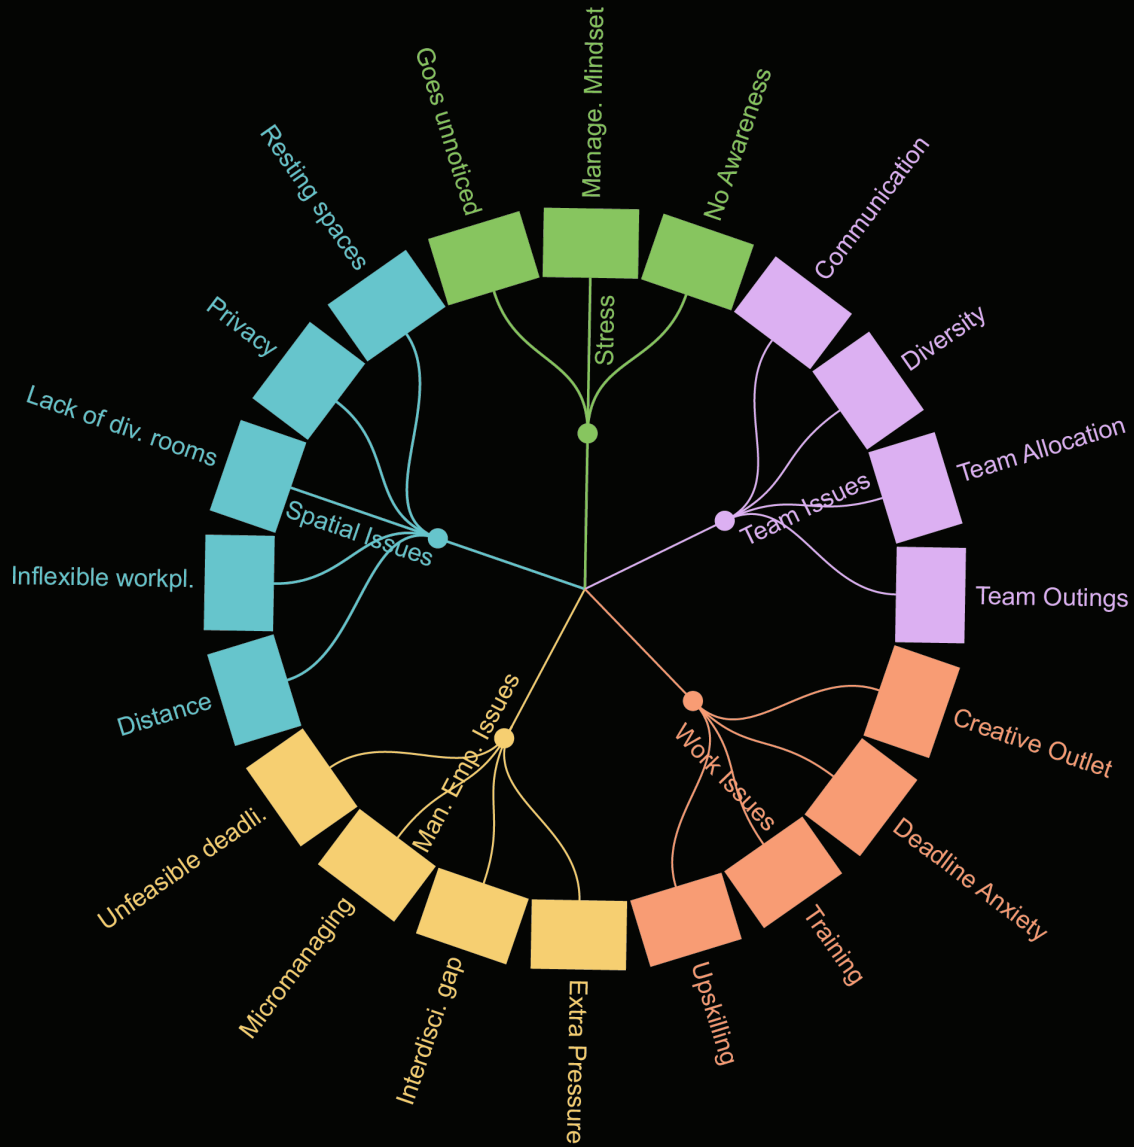 Manage. Mindset
No Awareness
Goes unnoticed
Stress
Communication
Diversity
Team Allocation
Team Outings
Team Issues
Creative Outlet
Deadline Anxiety
Training
Upskilling
Work Issues
Extra Pressure
Interdisci. gap
Micromanaging
Unfeasible deadli.
Man. Emp. Issues
Distance
Inflexible workpl.
Lack of div. rooms
Privacy
Resting spaces
Spatial Issues